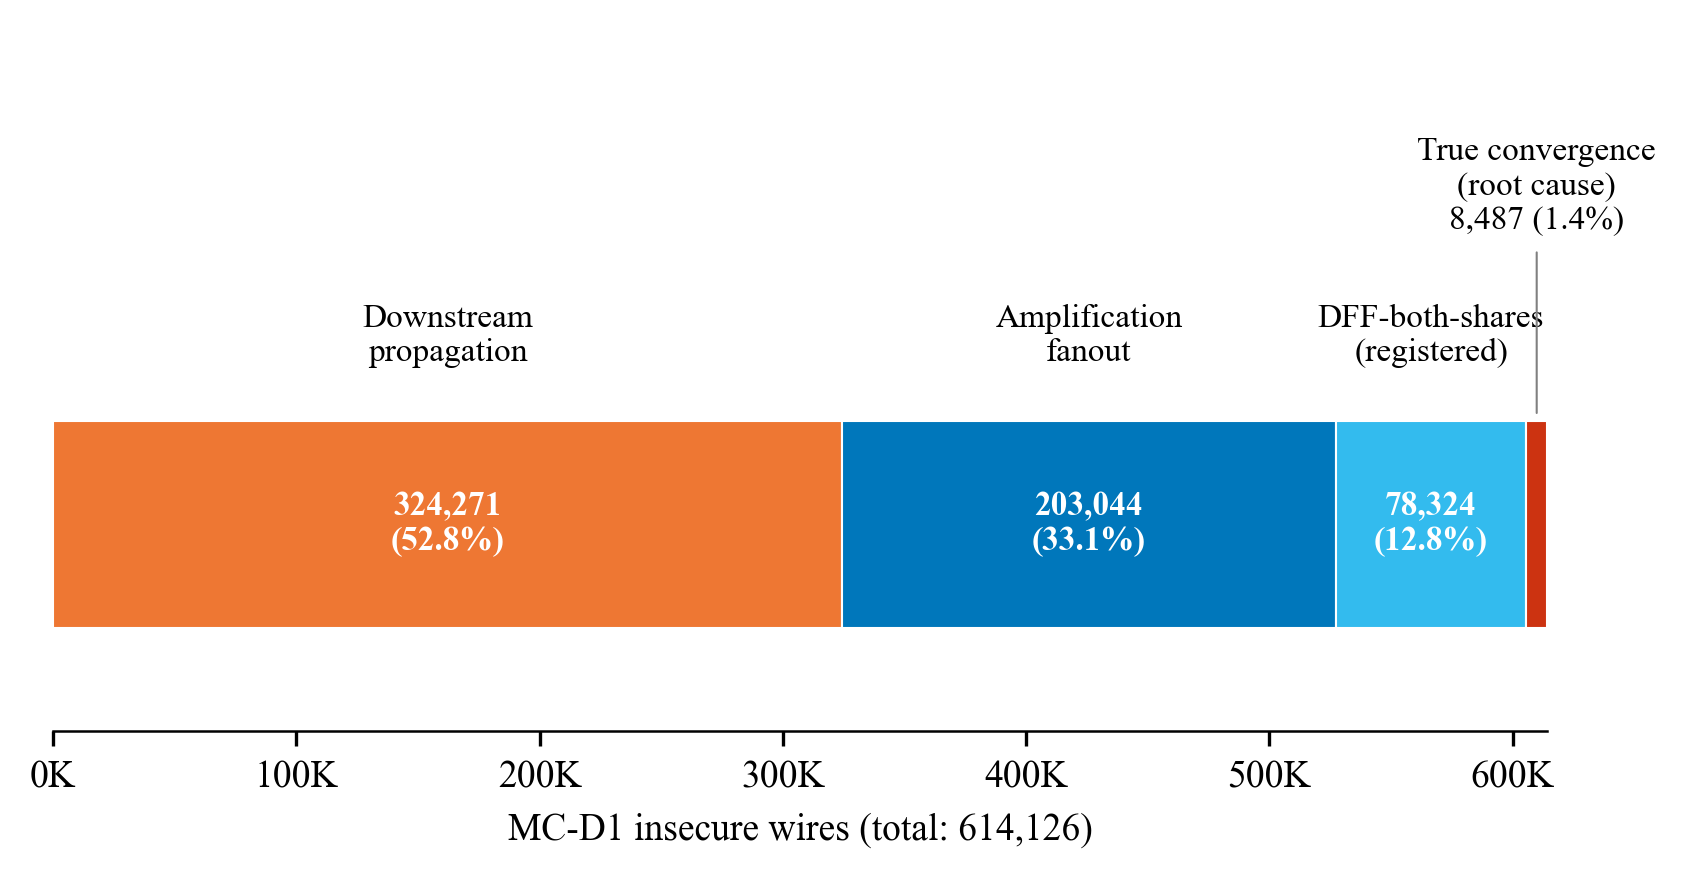 True convergence
(root cause)
8,487 (1.4%)
Downstream
propagation
Amplification
fanout
DFF-both-shares
(registered)
324,271
(52.8%)
203,044
(33.1%)
78,324
(12.8%)
0K
100K
200K
300K
400K
500K
600K
MC-D1 insecure wires (total: 614,126)